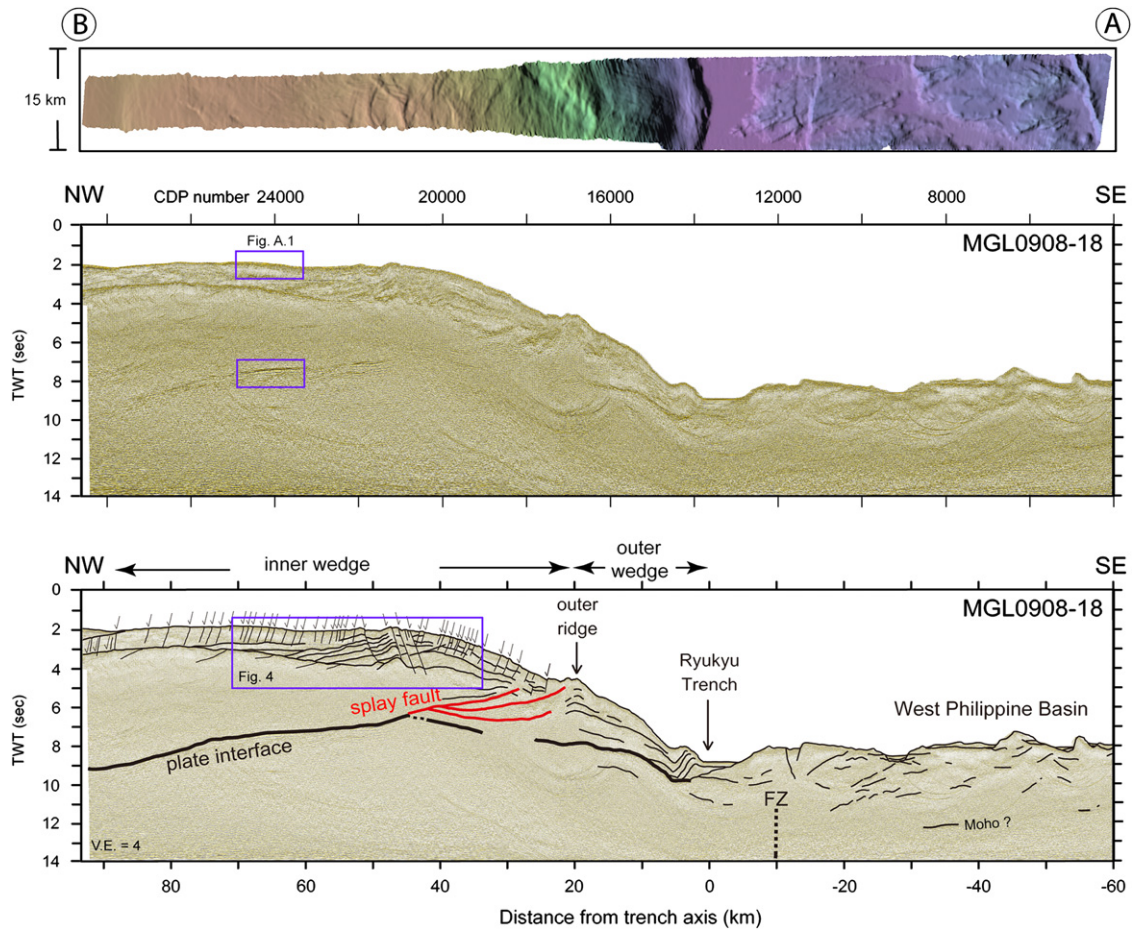 B A
15 km
NW CDP number 24000 20000 16000 12000 8000 SE
Fig. A.1
MGL0908-18
TWT (sec)
0
2
4
6
8
10
12
14
NW inner wedge outer wedge SE
MGL0908-18
outer ridge
Ryukyu Trench
Fig. 4
splay fault
West Philippine Basin
plate interface
FZ
Moho ?
V.E. = 4
TWT (sec)
0
2
4
6
8
10
12
14
80 60 40 20 0 -20 -40 -60
Distance from trench axis (km)